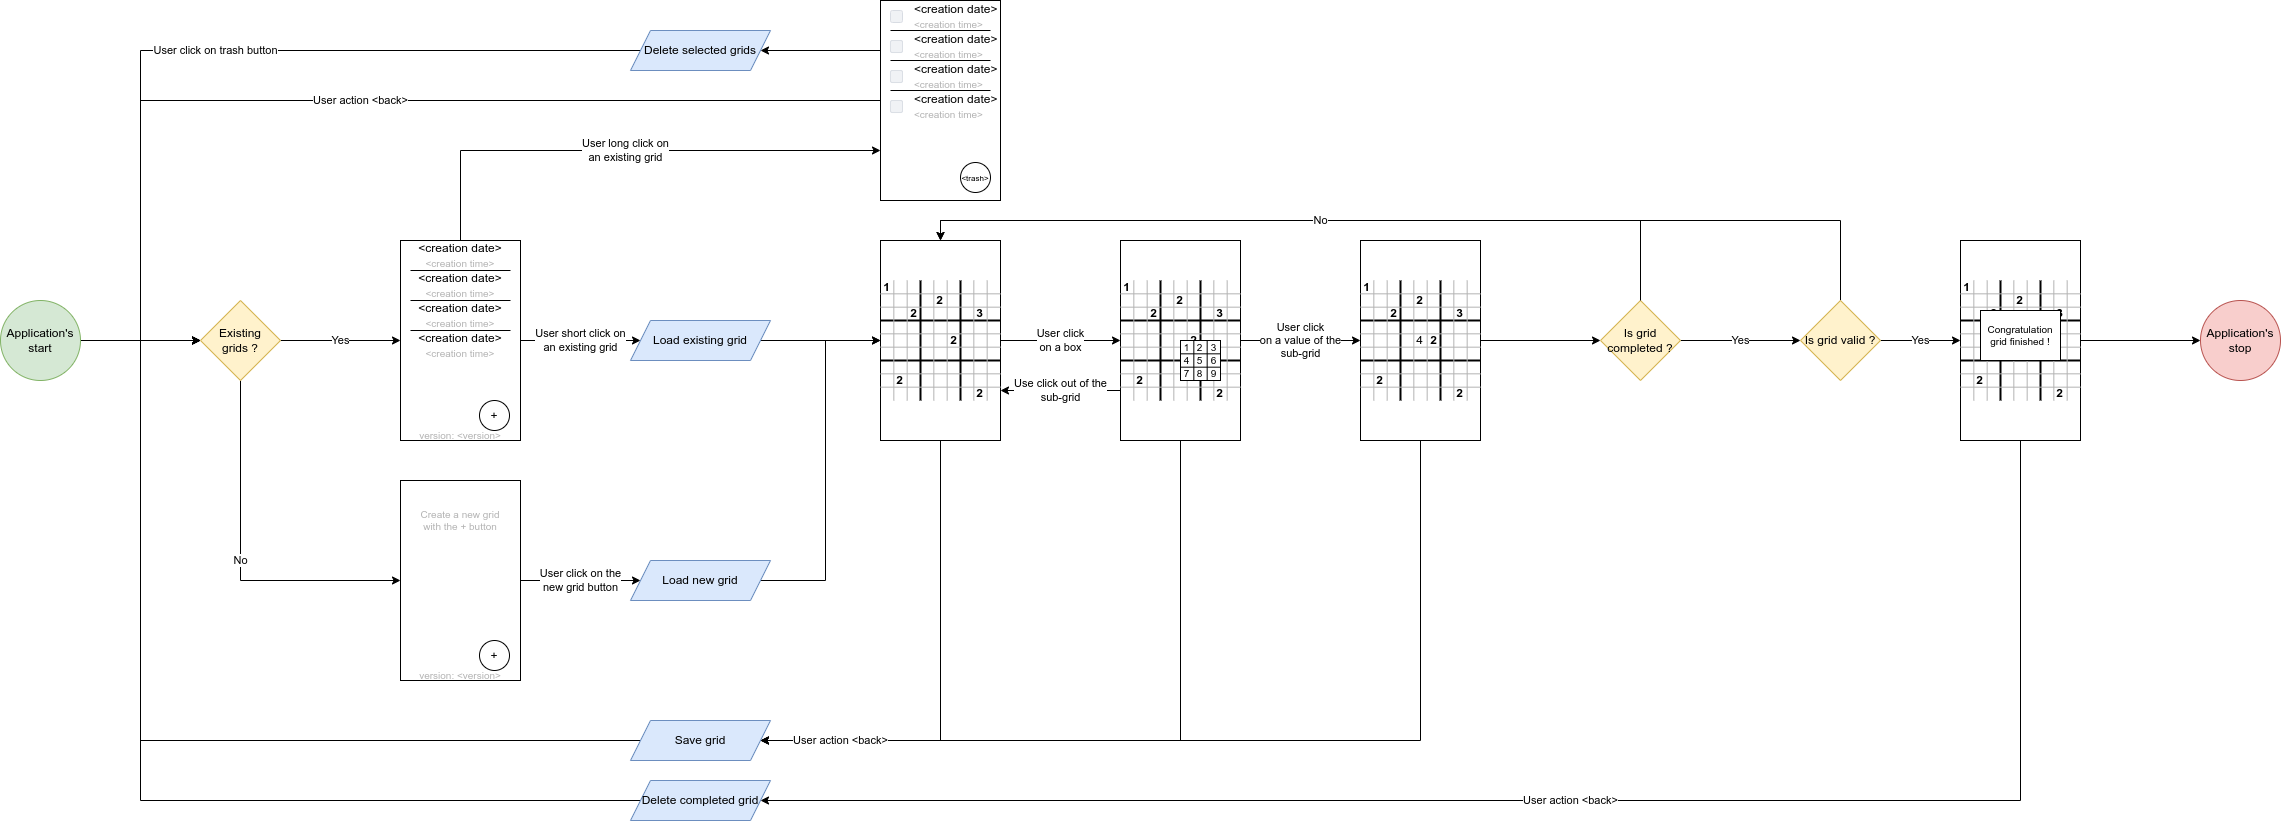 <creation date>
<creation time>
<creation date>
<creation time>
<creation date>
<creation time>
<creation date>
<creation time>
<trash>
User click on trash button
Delete selected grids
User action <back>
User long click on
an existing grid
Application's
start
Existing
grids ?
Yes
No
<creation date>
<creation time>
<creation date>
<creation time>
<creation date>
<creation time>
<creation date>
<creation time>
+
version: <version>
User short click on
an existing grid
Load existing grid
Create a new grid
with the + button
+
version: <version>
User click on the
new grid button
Load new grid
No
1
2
2 3
2
2
2
User click
on a box
Use click out of the
sub-grid
1
2
2 3
2
1 2 3
4 5 6
7 8 9
2
2
User click
on a value of the
sub-grid
1
2
2 3
4 2
2
2
Is grid
completed ?
Yes
Is grid valid ?
Yes
1
2
Congratulation
grid finished !
2
2
Application's
stop
Save grid
User action <back>
Delete completed grid
User action <back>